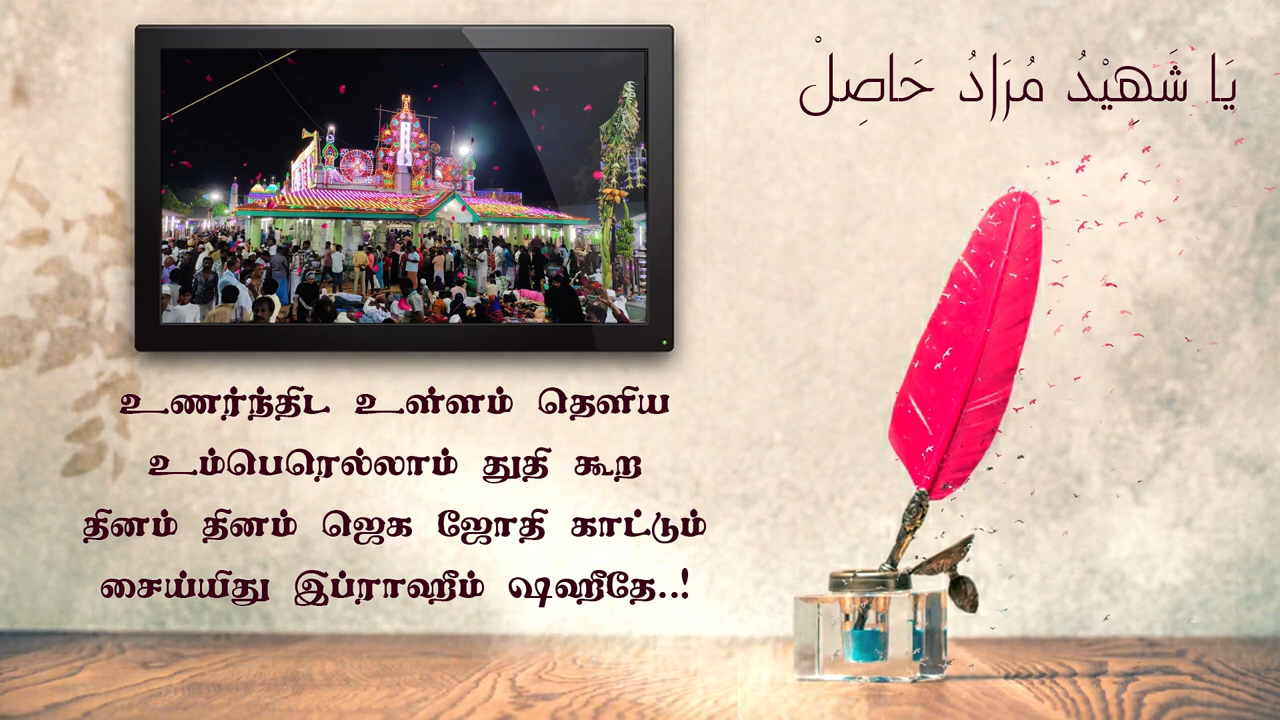 يَا شَهِيْدُ مُرَادُ حَاصِلْ
உணர்ந்திட உள்ளம் தெளிய
உம்பெரெல்லாம் துதி கூற
தினம் தினம் ஜெக ஜோதி காட்டும்
சைய்யிது இப்ராஹீம் ஷஹீதே..!